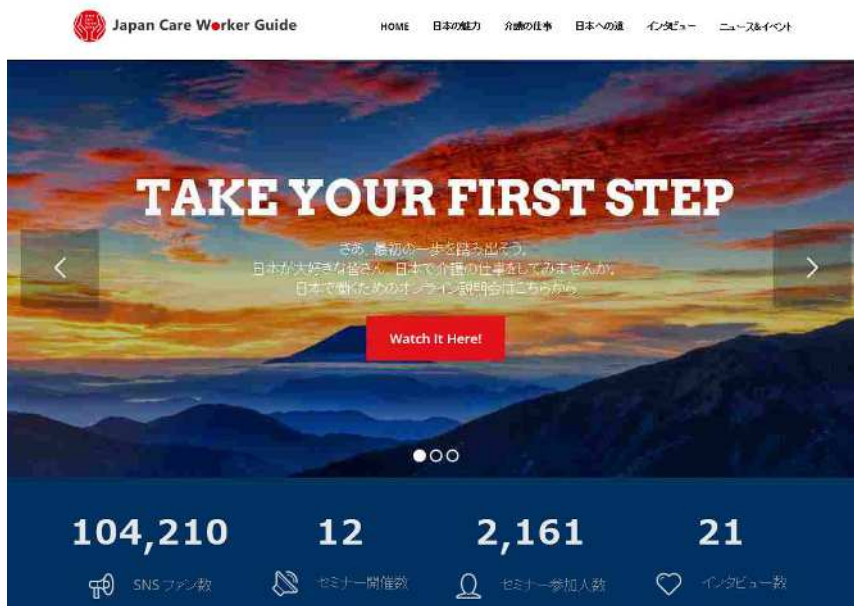 Japan Care Worker Guide
HOME 日本の魅力 介護の仕事 日本への道 インタビュー ニュース&イベント
TAKE YOUR FIRST STEP
さあ、最初の一歩を踏み出そう。
日本が大好きな皆さん、日本で介護の仕事をしてみませんか。
日本で働くためのオンライン説明会はこちらから
Watch It Here!
104,210 12 2,161 21
SNSファン数 セミナー開催数 セミナー参加人数 インタビュー数